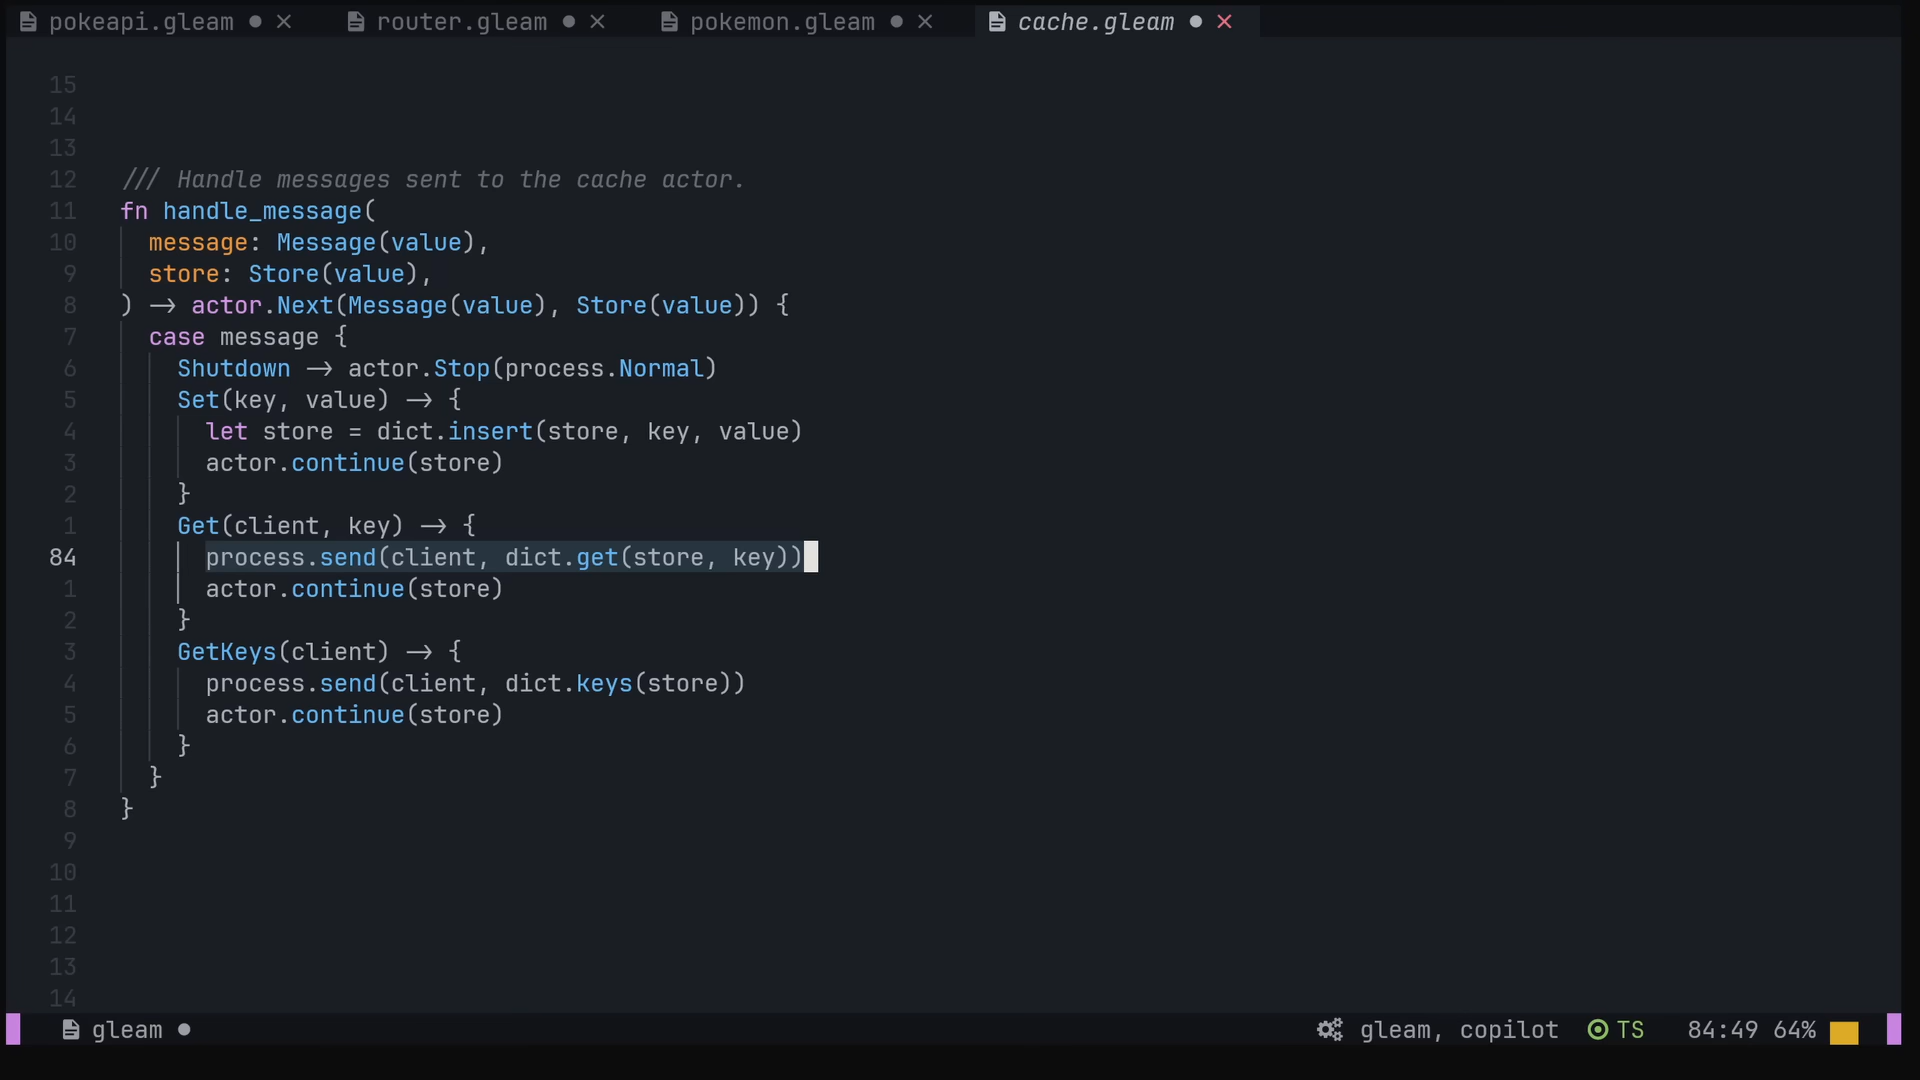 pokeapi.gleam router.gleam pokemon.gleam cache.gleam
15
14
13
12 /// Handle messages sent to the cache actor.
11 fn handle_message(
10 message: Message(value),
9 store: Store(value),
8 ) -> actor.Next(Message(value), Store(value)) {
7 case message {
6 Shutdown -> actor.Stop(process.Normal)
5 Set(key, value) -> {
4 let store = dict.insert(store, key, value)
3 actor.continue(store)
2 }
1 Get(client, key) -> {
84 process.send(client, dict.get(store, key))
1 actor.continue(store)
2 }
3 GetKeys(client) -> {
4 process.send(client, dict.keys(store))
5 actor.continue(store)
6 }
7 }
8 }
9
10
11
12
13
14
gleam gleam, copilot TS 84:49 64%